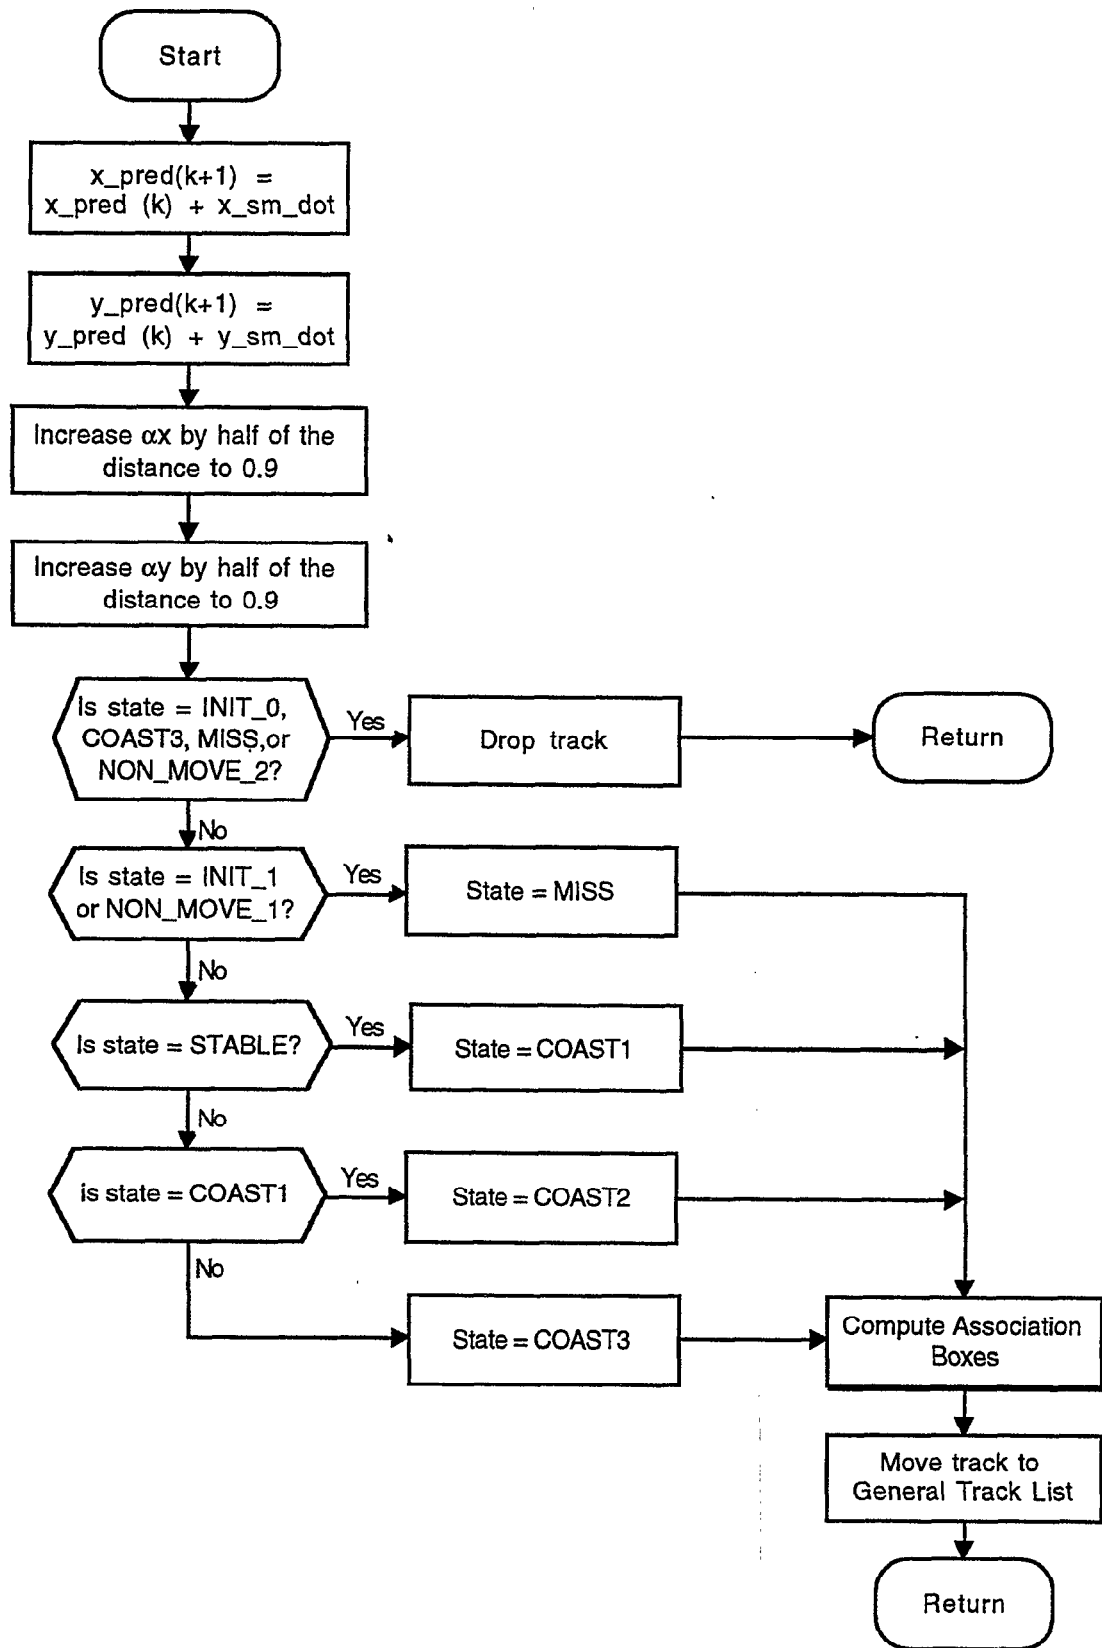 Start
x_pred(k+1) =
x_pred (k) + x_sm_dot
y_pred(k+1) =
y_pred (k) + y_sm_dot
Increase αx by half of the
distance to 0.9
Increase αy by half of the
distance to 0.9
Is state = INIT_0,
COAST3, MISS,or
NON_MOVE_2?
Yes
Drop track
Return
No
Is state = INIT_1
or NON_MOVE_1?
Yes
State = MISS
No
Is state = STABLE?
Yes
State = COAST1
No
is state = COAST1
Yes
State = COAST2
No
State = COAST3
Compute Association
Boxes
Move track to
General Track List
Return